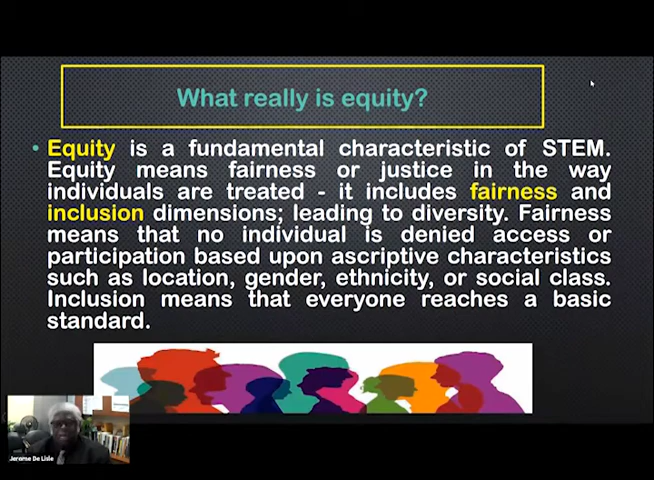 What really is equity?
• Equity is a fundamental characteristic of STEM.
Equity means fairness or justice in the way
individuals are treated - it includes fairness and
inclusion dimensions; leading to diversity. Fairness
means that no individual is denied access or
participation based upon ascriptive characteristics
such as location, gender, ethnicity, or social class.
Inclusion means that everyone reaches a basic
standard.
Jerome De Lisle